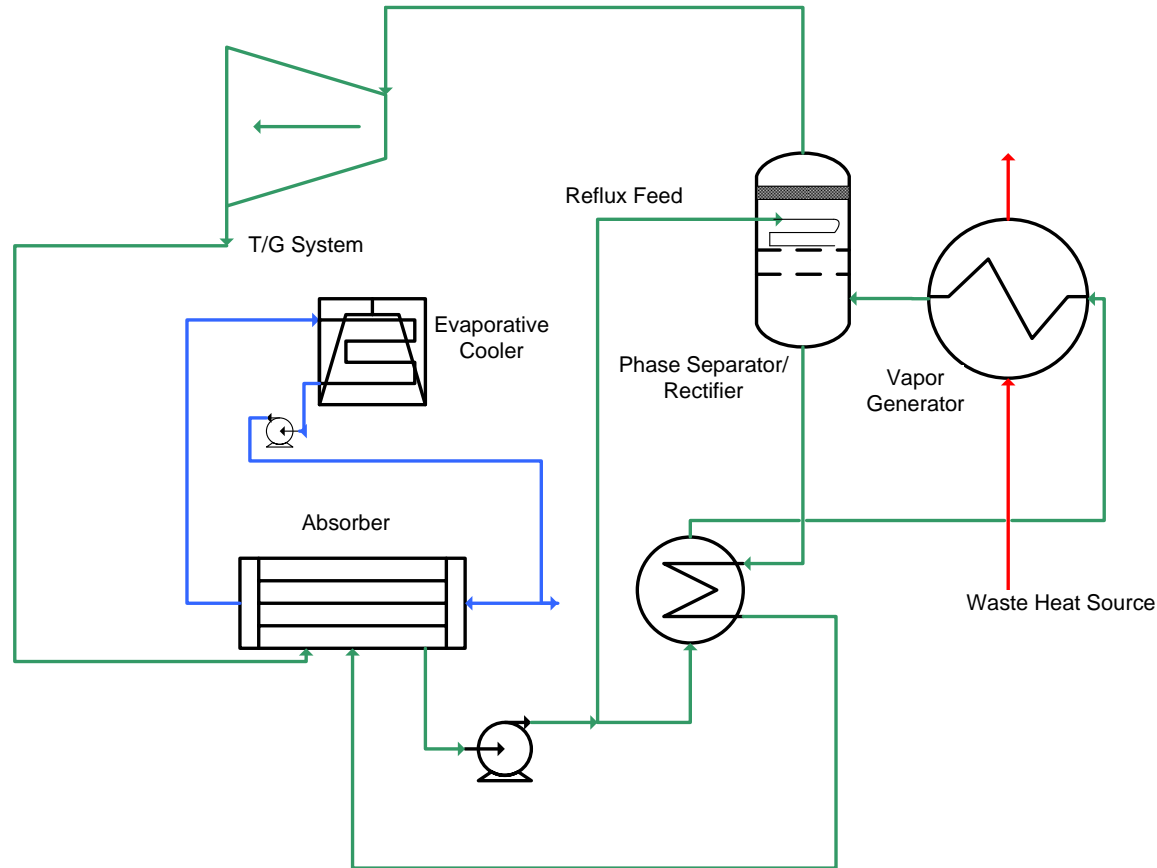 Reflux Feed
T/G System
Evaporative
Cooler
Phase Separator/
Rectifier
Vapor
Generator
Absorber
Waste Heat Source